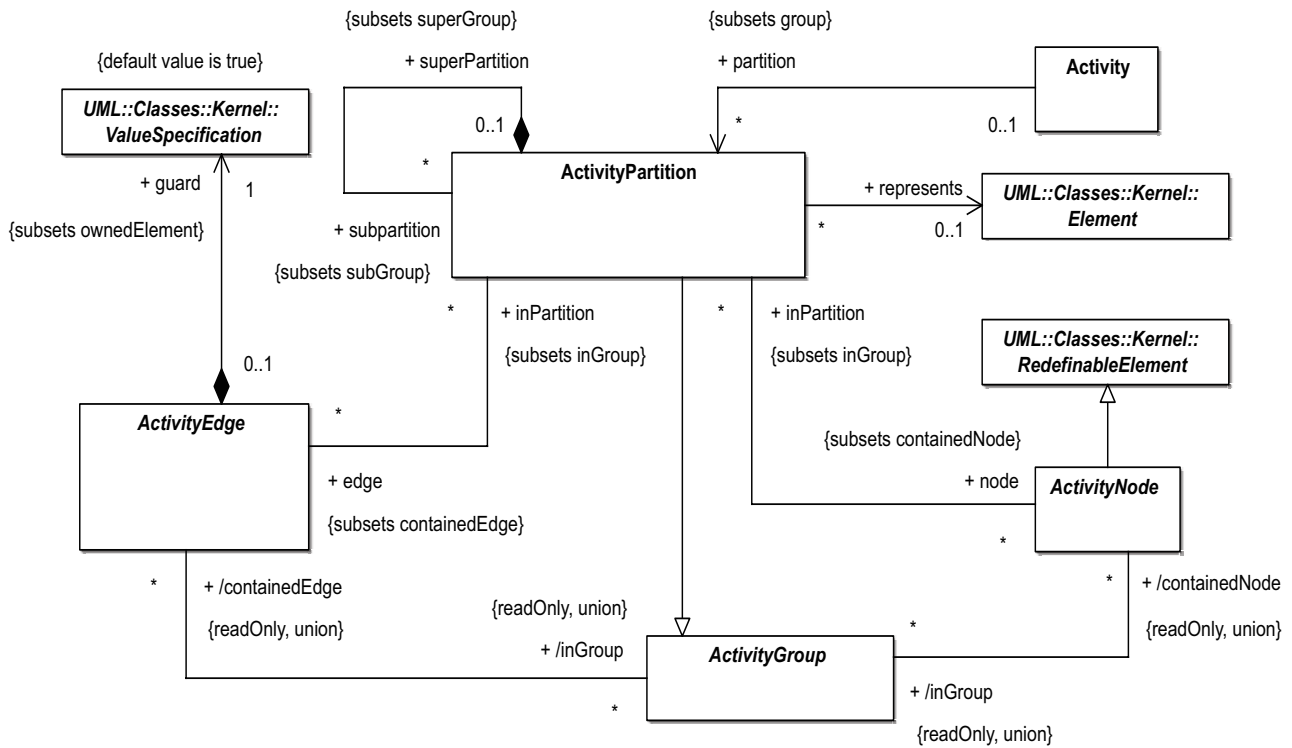 {subsets superGroup}
{subsets group}
{default value is true}
+ superPartition
+ partition
Activity
UML::Classes::Kernel::
ValueSpecification
0..1
*
0..1
*
ActivityPartition
+ guard
1
+ represents
UML::Classes::Kernel::
Element
{subsets ownedElement}
+ subpartition
*
0..1
{subsets subGroup}
*
+ inPartition
*
+ inPartition
{subsets inGroup}
{subsets inGroup}
UML::Classes::Kernel::
RedefinableElement
0..1
ActivityEdge
*
{subsets containedNode}
+ edge
+ node
ActivityNode
{subsets containedEdge}
*
*
+ /containedEdge
*
+ /containedNode
{readOnly, union}
{readOnly, union}
*
{readOnly, union}
+ /inGroup
ActivityGroup
+ /inGroup
*
{readOnly, union}